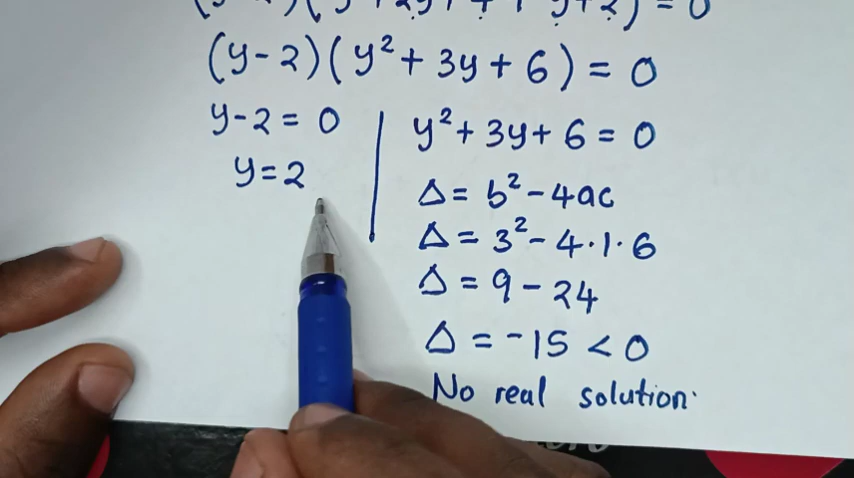 (y-2)(y²+3y+6)=0
y-2=0
y=2
y²+3y+6=0
Δ=b²-4ac
Δ=3²-4·1·6
Δ=9-24
Δ=-15<0
No real solution.